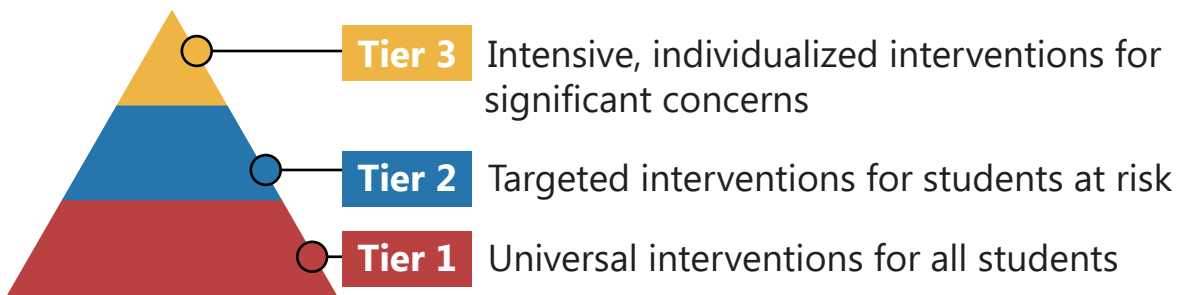 Tier 3 Intensive, individualized interventions for
significant concerns
Tier 2 Targeted interventions for students at risk
Tier 1 Universal interventions for all students